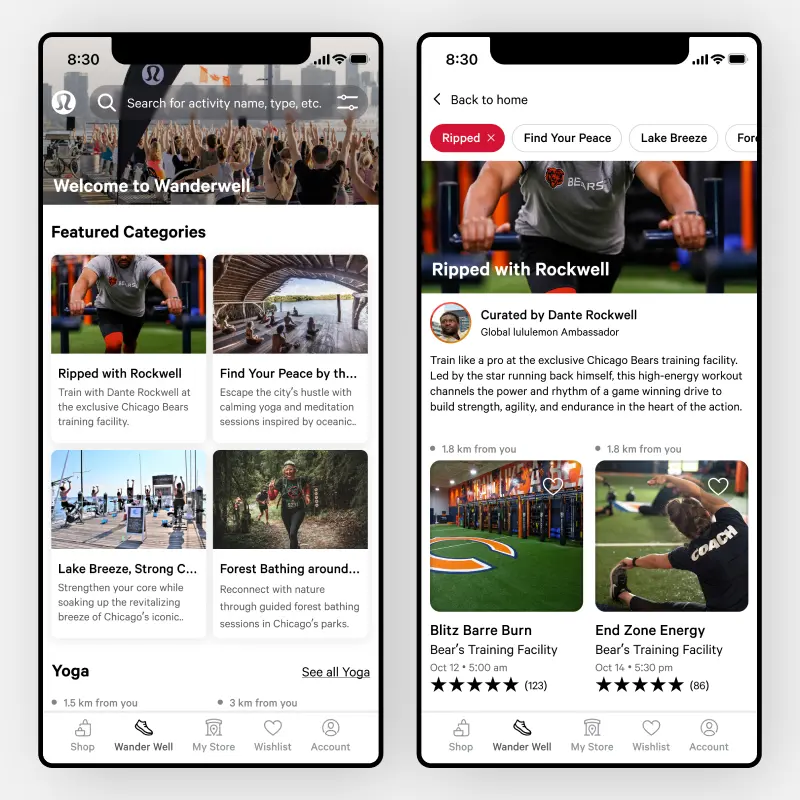 8:30
Search for activity name, type, etc.
Welcome to Wanderwell
Featured Categories
Ripped with Rockwell
Train with Dante Rockwell at
the exclusive Chicago Bears
training facility.
Find Your Peace by th...
Escape the city's hustle with
calming yoga and meditation
sessions inspired by oceanic..
Lake Breeze, Strong C...
Strengthen your core while
soaking up the revitalizing
breeze of Chicago's iconic..
Forest Bathing around...
Reconnect with nature
through guided forest bathing
sessions in Chicago's parks.
Yoga
See all Yoga
1.5 km from you
3 km from you
Shop
Wander Well
My Store
Wishlist
Account
8:30
Back to home
Ripped
Find Your Peace
Lake Breeze
Fore
BEARS
Ripped with Rockwell
Curated by Dante Rockwell
Global lululemon Ambassador
Train like a pro at the exclusive Chicago Bears training facility.
Led by the star running back himself, this high-energy workout
channels the power and rhythm of a game winning drive to
build strength, agility, and endurance in the heart of the action.
1.8 km from you
1.8 km from you
COACH
Blitz Barre Burn
Bear's Training Facility
Oct 12 • 5:00 am
★★★★★ (123)
End Zone Energy
Bear's Training Facility
Oct 14 • 5:30 pm
★★★★★ (86)
Shop
Wander Well
My Store
Wishlist
Account